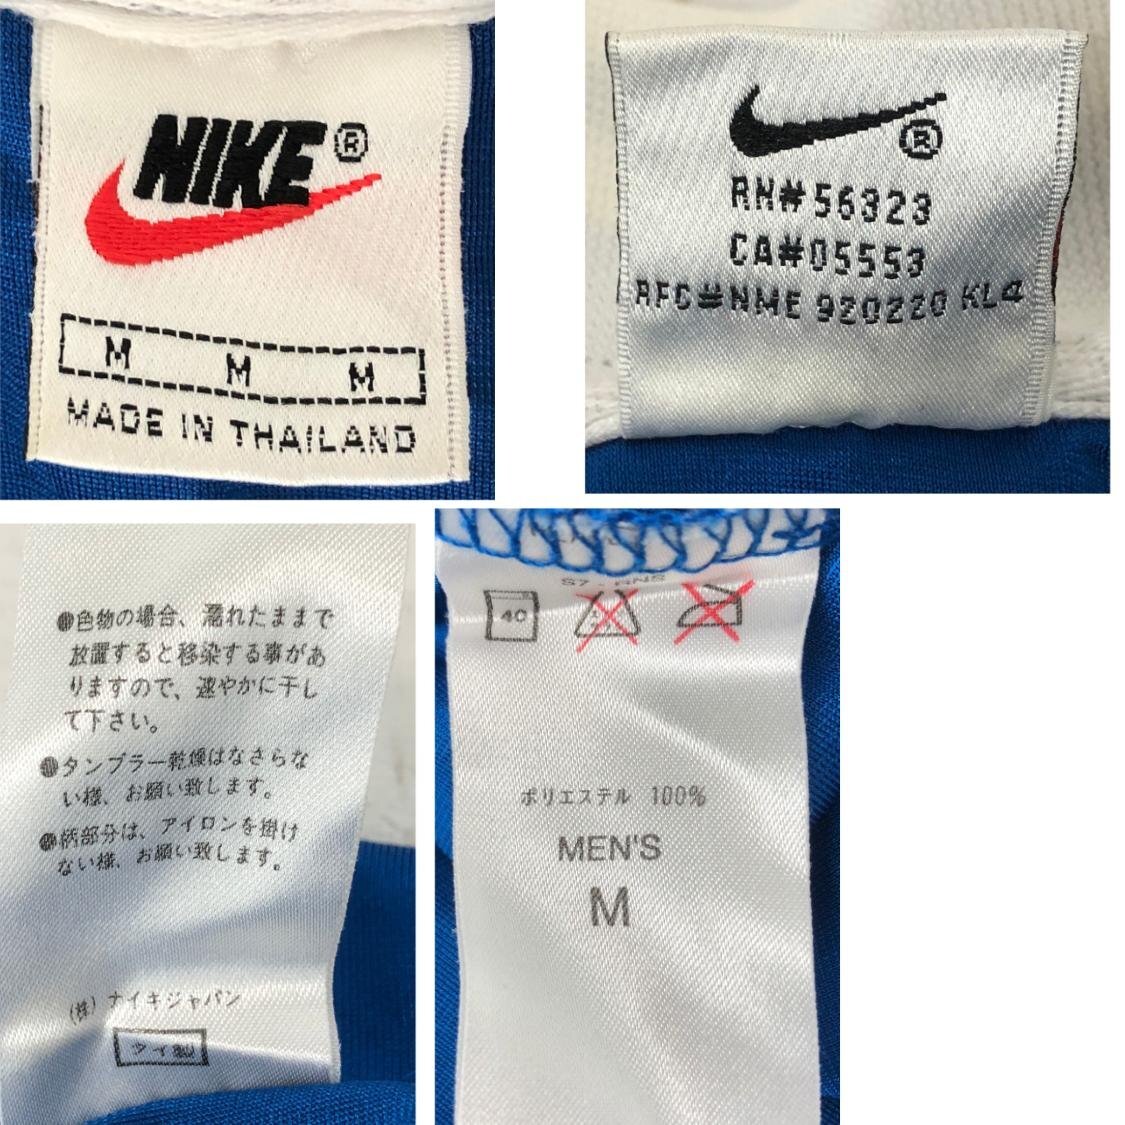 NIKE®
M M M
MADE IN THAILAND
®
RN#56323
CA#05553
RFC#NME 920220 KL4
●色物の場合、濡れたままで
放置すると移染する事があ
りますので、速やかに干し
て下さい。
●タンブラー乾燥はなさらな
い様、お願い致します。
●柄部分は、アイロンを掛け
ない様、お願い致します。
(株) ナイキジャパン
タイ製
40
ポリエステル 100%
MEN'S
M